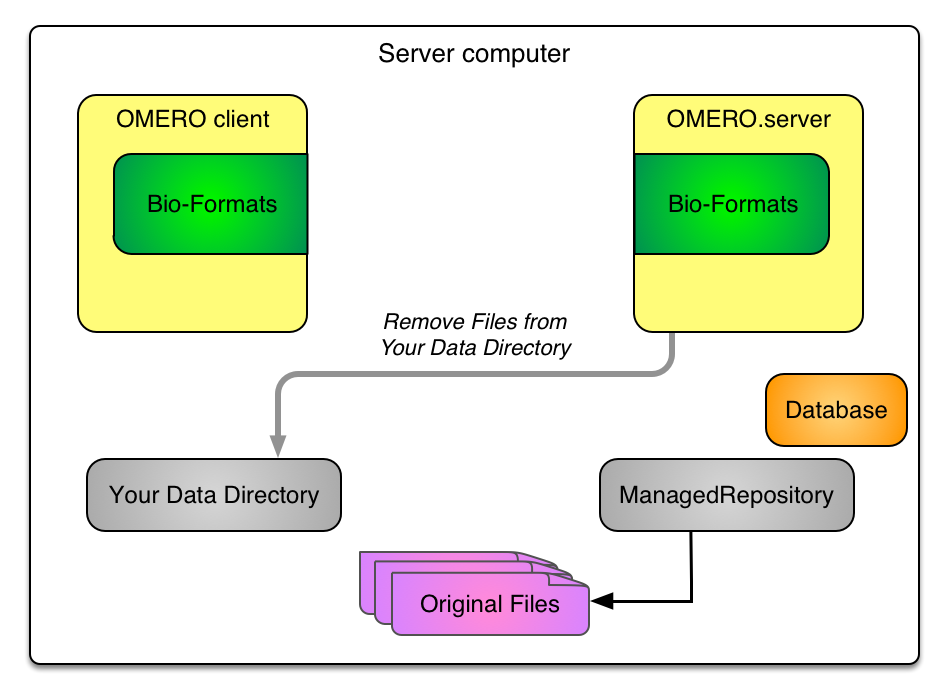 Server computer
OMERO client
OMERO.server
Bio-Formats
Bio-Formats
Remove Files from
Your Data Directory
Database
Your Data Directory
ManagedRepository
Original Files